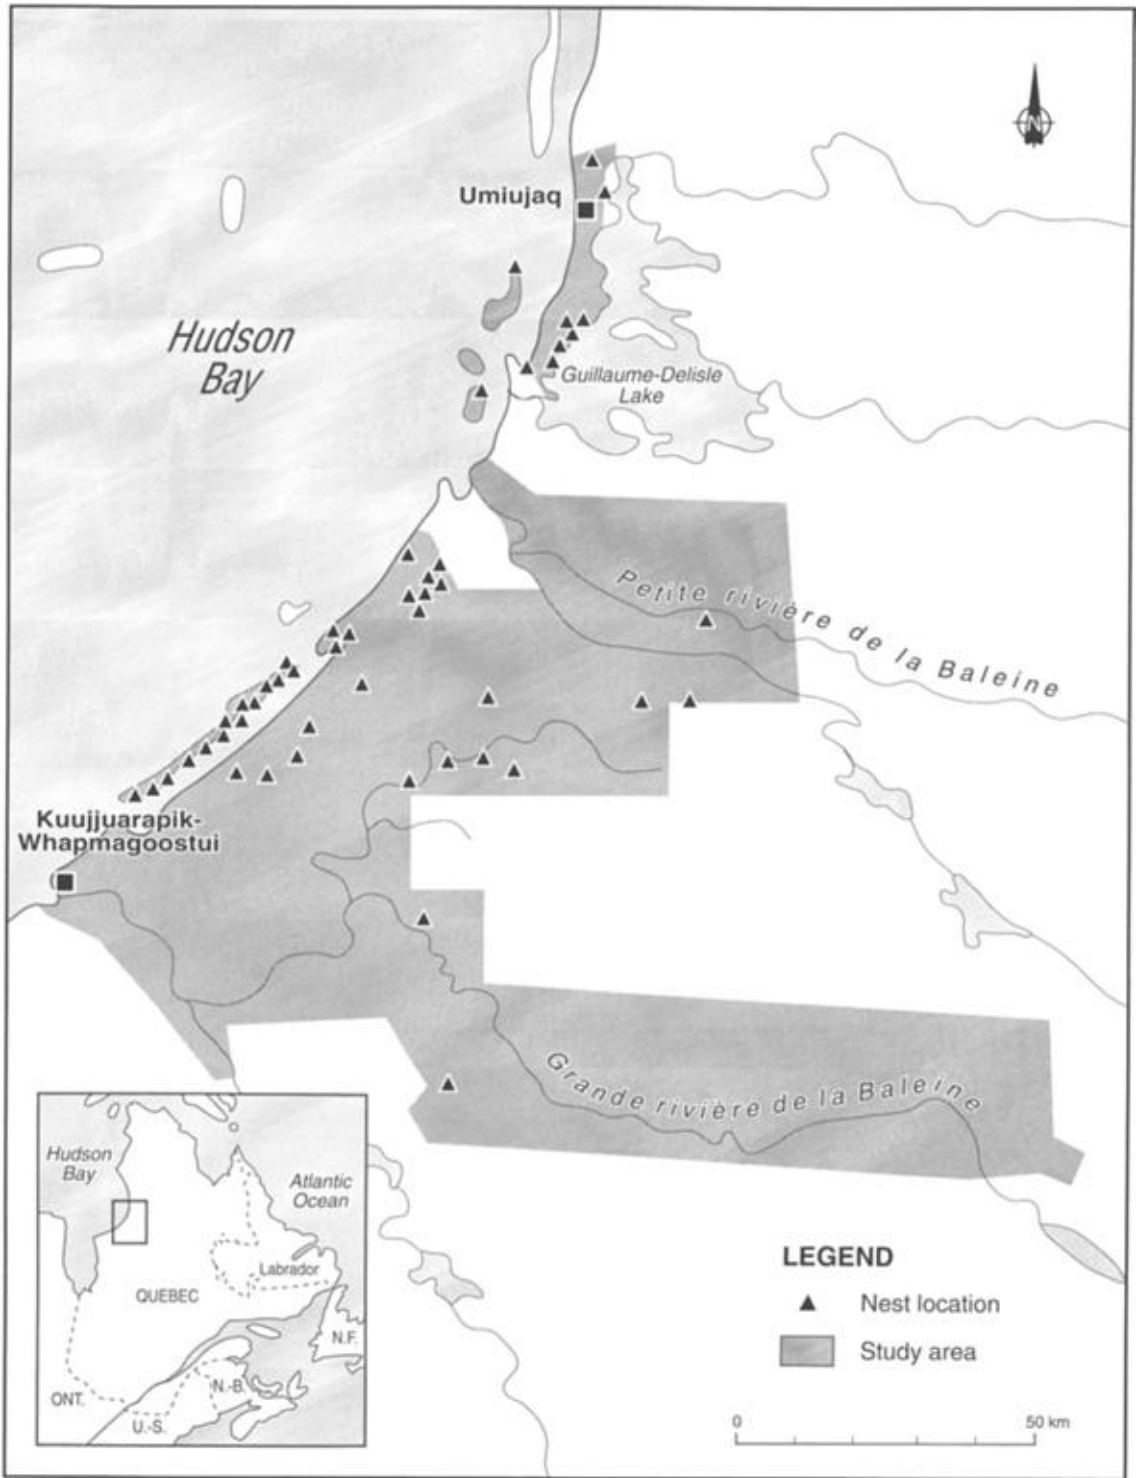 N
Umiujaq
Hudson
Bay
Guillaume-Delisle
Lake
Petite rivière de la Baleine
Kuujjuarapik-
Whapmagoostui
Grande rivière de la Baleine
Hudson
Bay
Atlantic
Ocean
Labrador
QUEBEC
N.F.
N.-B.
ONT.
U.-S.
LEGEND
Nest location
Study area
0 50 km